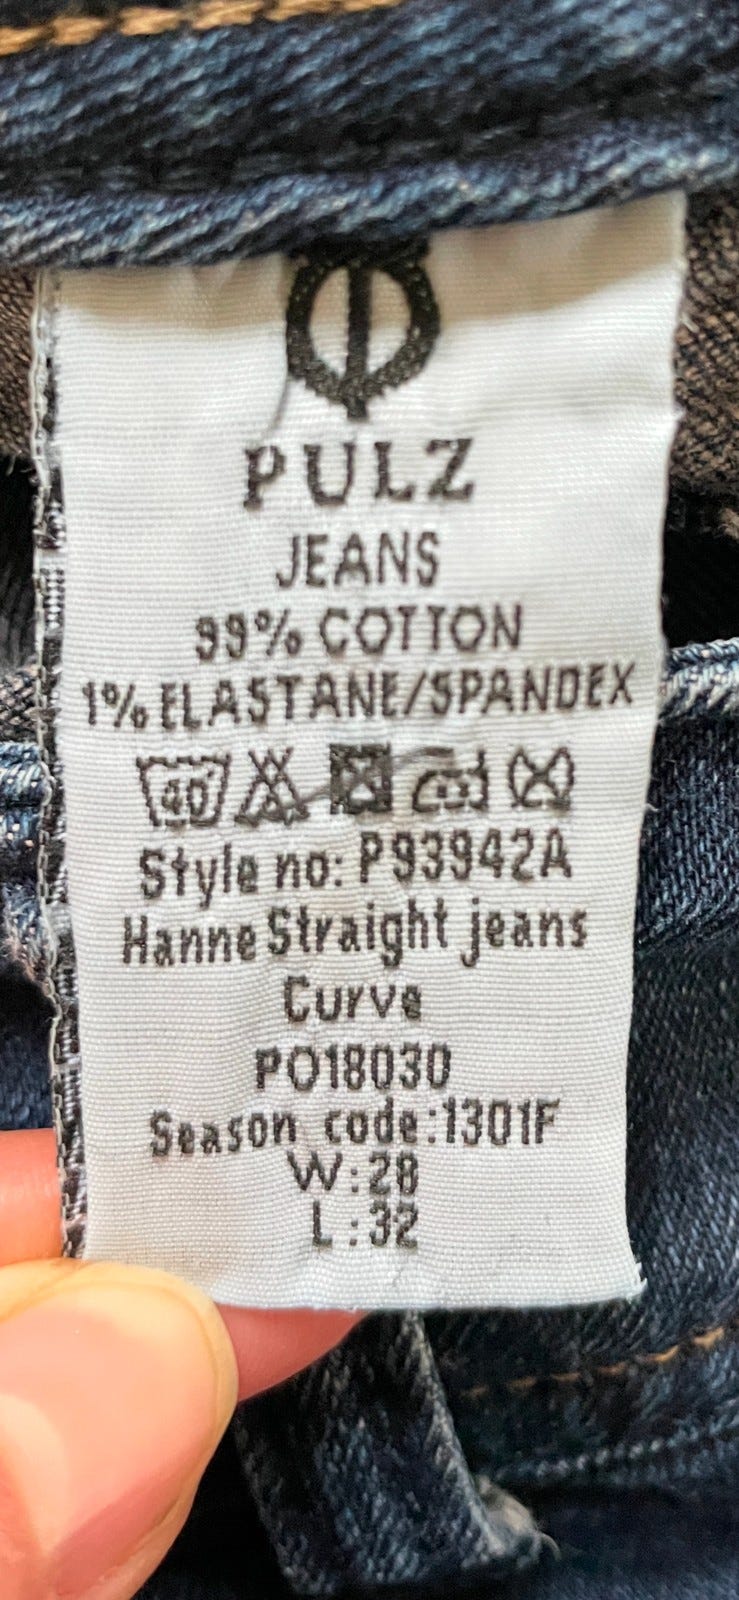 PULZ
JEANS
99% COTTON
1% ELASTANE/SPANDEX
40
Style no: P93942A
Hanne Straight jeans
Curve
PO18030
Season code:1301F
W:28
L:32